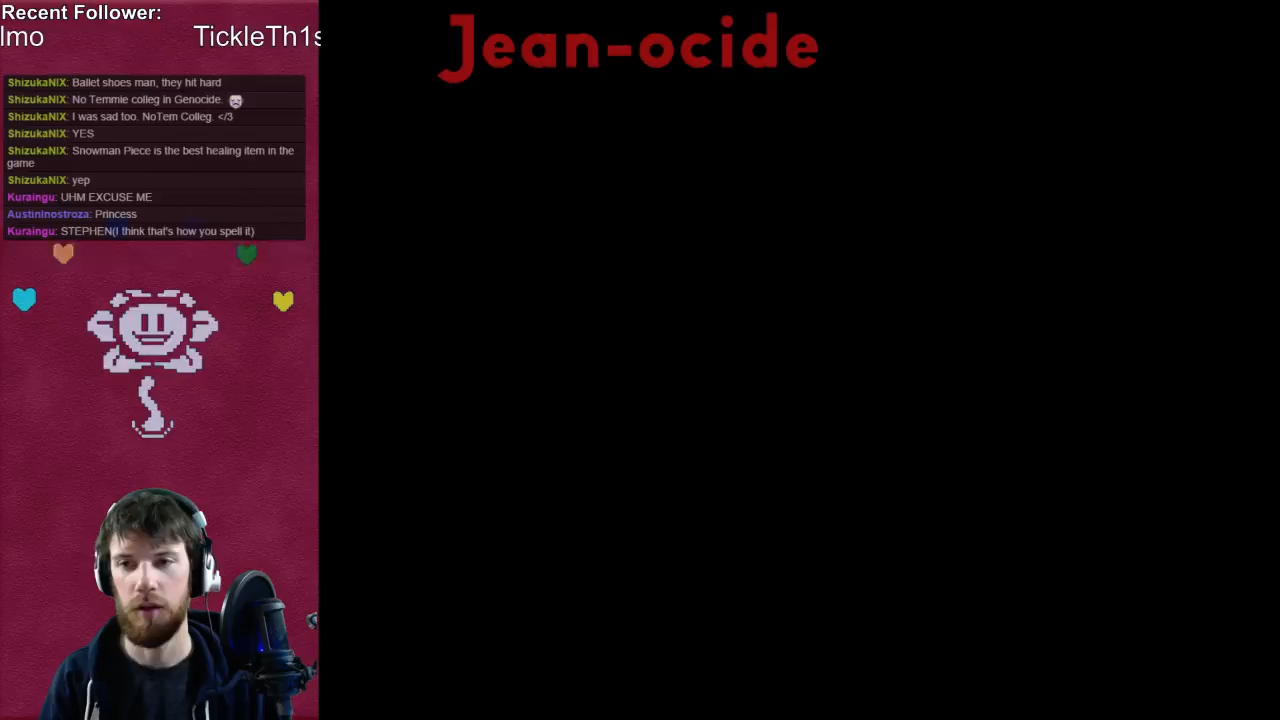 Recent Follower:
lmo TickleTh1s
Jean-ocide
ShizukaNIX: Ballet shoes man, they hit hard
ShizukaNIX: No Temmie colleg in Genocide.
ShizukaNIX: I was sad too. NoTem Colleg. </3
ShizukaNIX: YES
ShizukaNIX: Snowman Piece is the best healing item in the
game
ShizukaNIX: yep
Kuraingu: UHM EXCUSE ME
AustinInostroza: Princess
Kuraingu: STEPHEN(I think that's how you spell it)